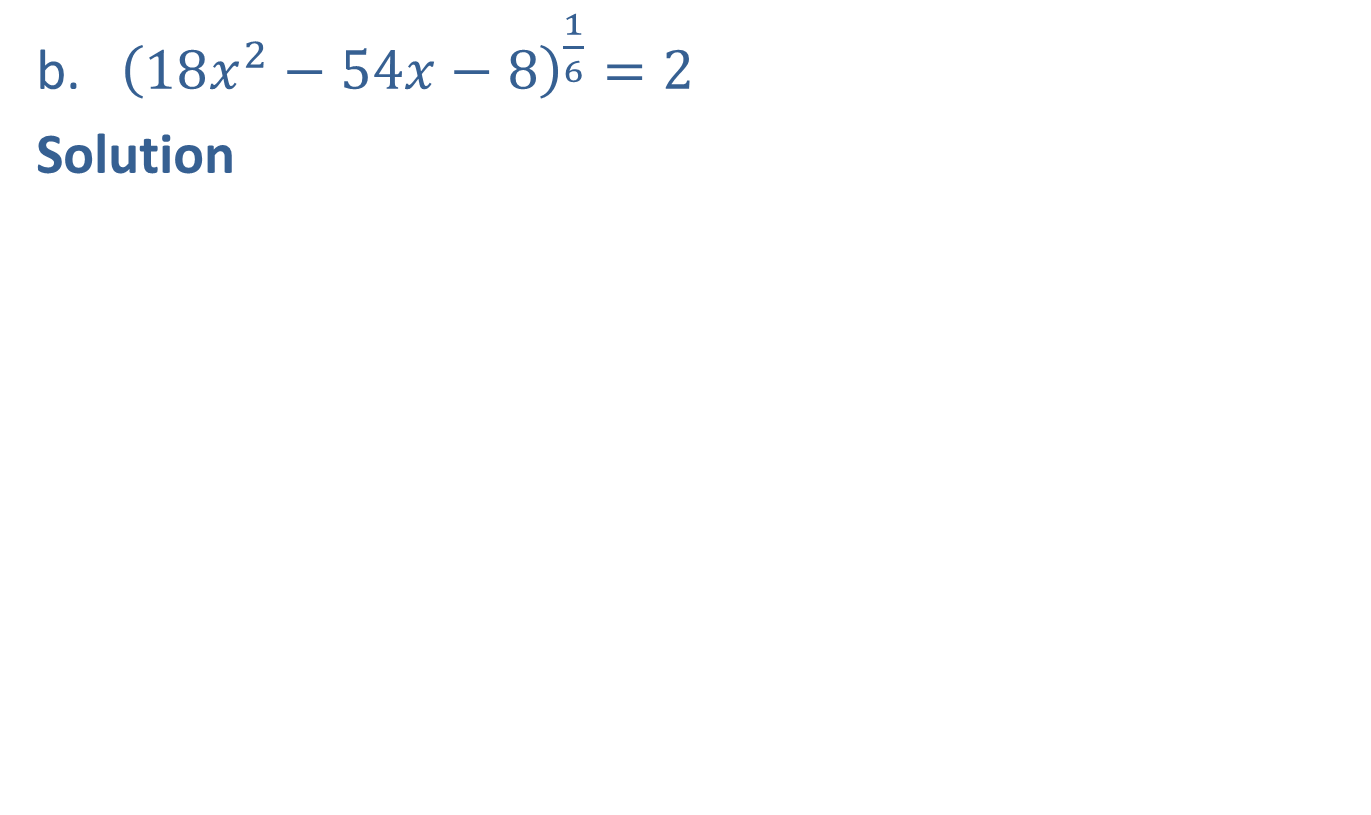 b. (18x² − 54x − 8)^(1/6) = 2
Solution